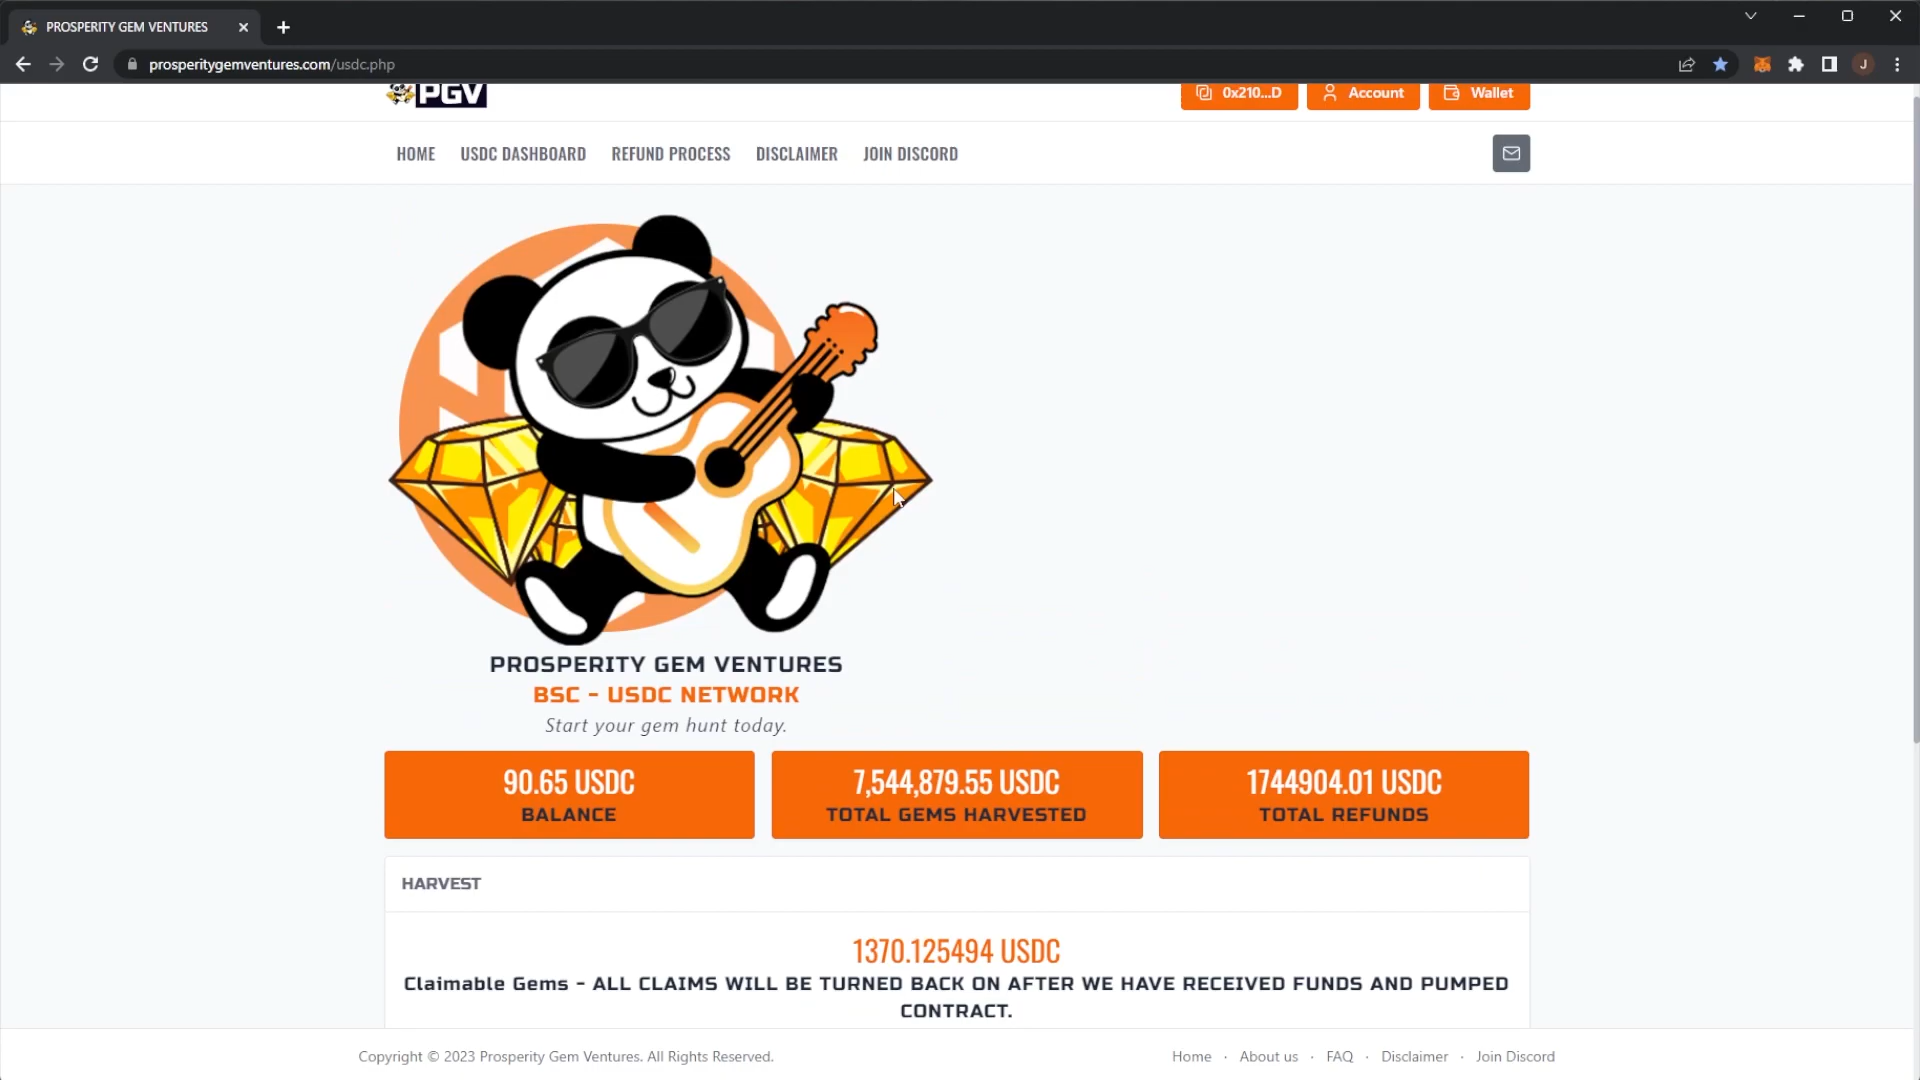 PROSPERITY GEM VENTURES
prosperitygemventures.com/usdc.php
J
PGV
0x210...D
Account
Wallet
HOME
USDC DASHBOARD
REFUND PROCESS
DISCLAIMER
JOIN DISCORD
PROSPERITY GEM VENTURES
BSC - USDC NETWORK
Start your gem hunt today.
90.65 USDC
BALANCE
7,544,879.55 USDC
TOTAL GEMS HARVESTED
1744904.01 USDC
TOTAL REFUNDS
HARVEST
1370.125494 USDC
Claimable Gems - ALL CLAIMS WILL BE TURNED BACK ON AFTER WE HAVE RECEIVED FUNDS AND PUMPED
CONTRACT.
Copyright © 2023 Prosperity Gem Ventures. All Rights Reserved.
Home · About us · FAQ · Disclaimer · Join Discord